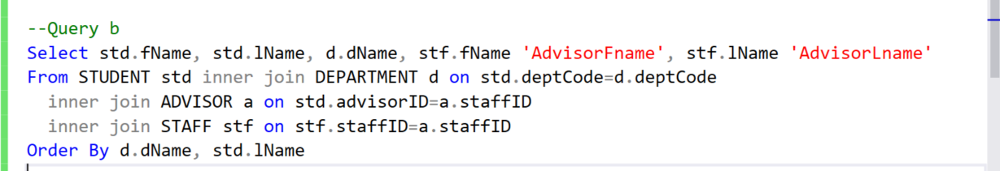 --Query b
Select std.fName, std.lName, d.dName, stf.fName 'AdvisorFname', stf.lName 'AdvisorLname'
From STUDENT std inner join DEPARTMENT d on std.deptCode=d.deptCode
inner join ADVISOR a on std.advisorID=a.staffID
inner join STAFF stf on stf.staffID=a.staffID
Order By d.dName, std.lName